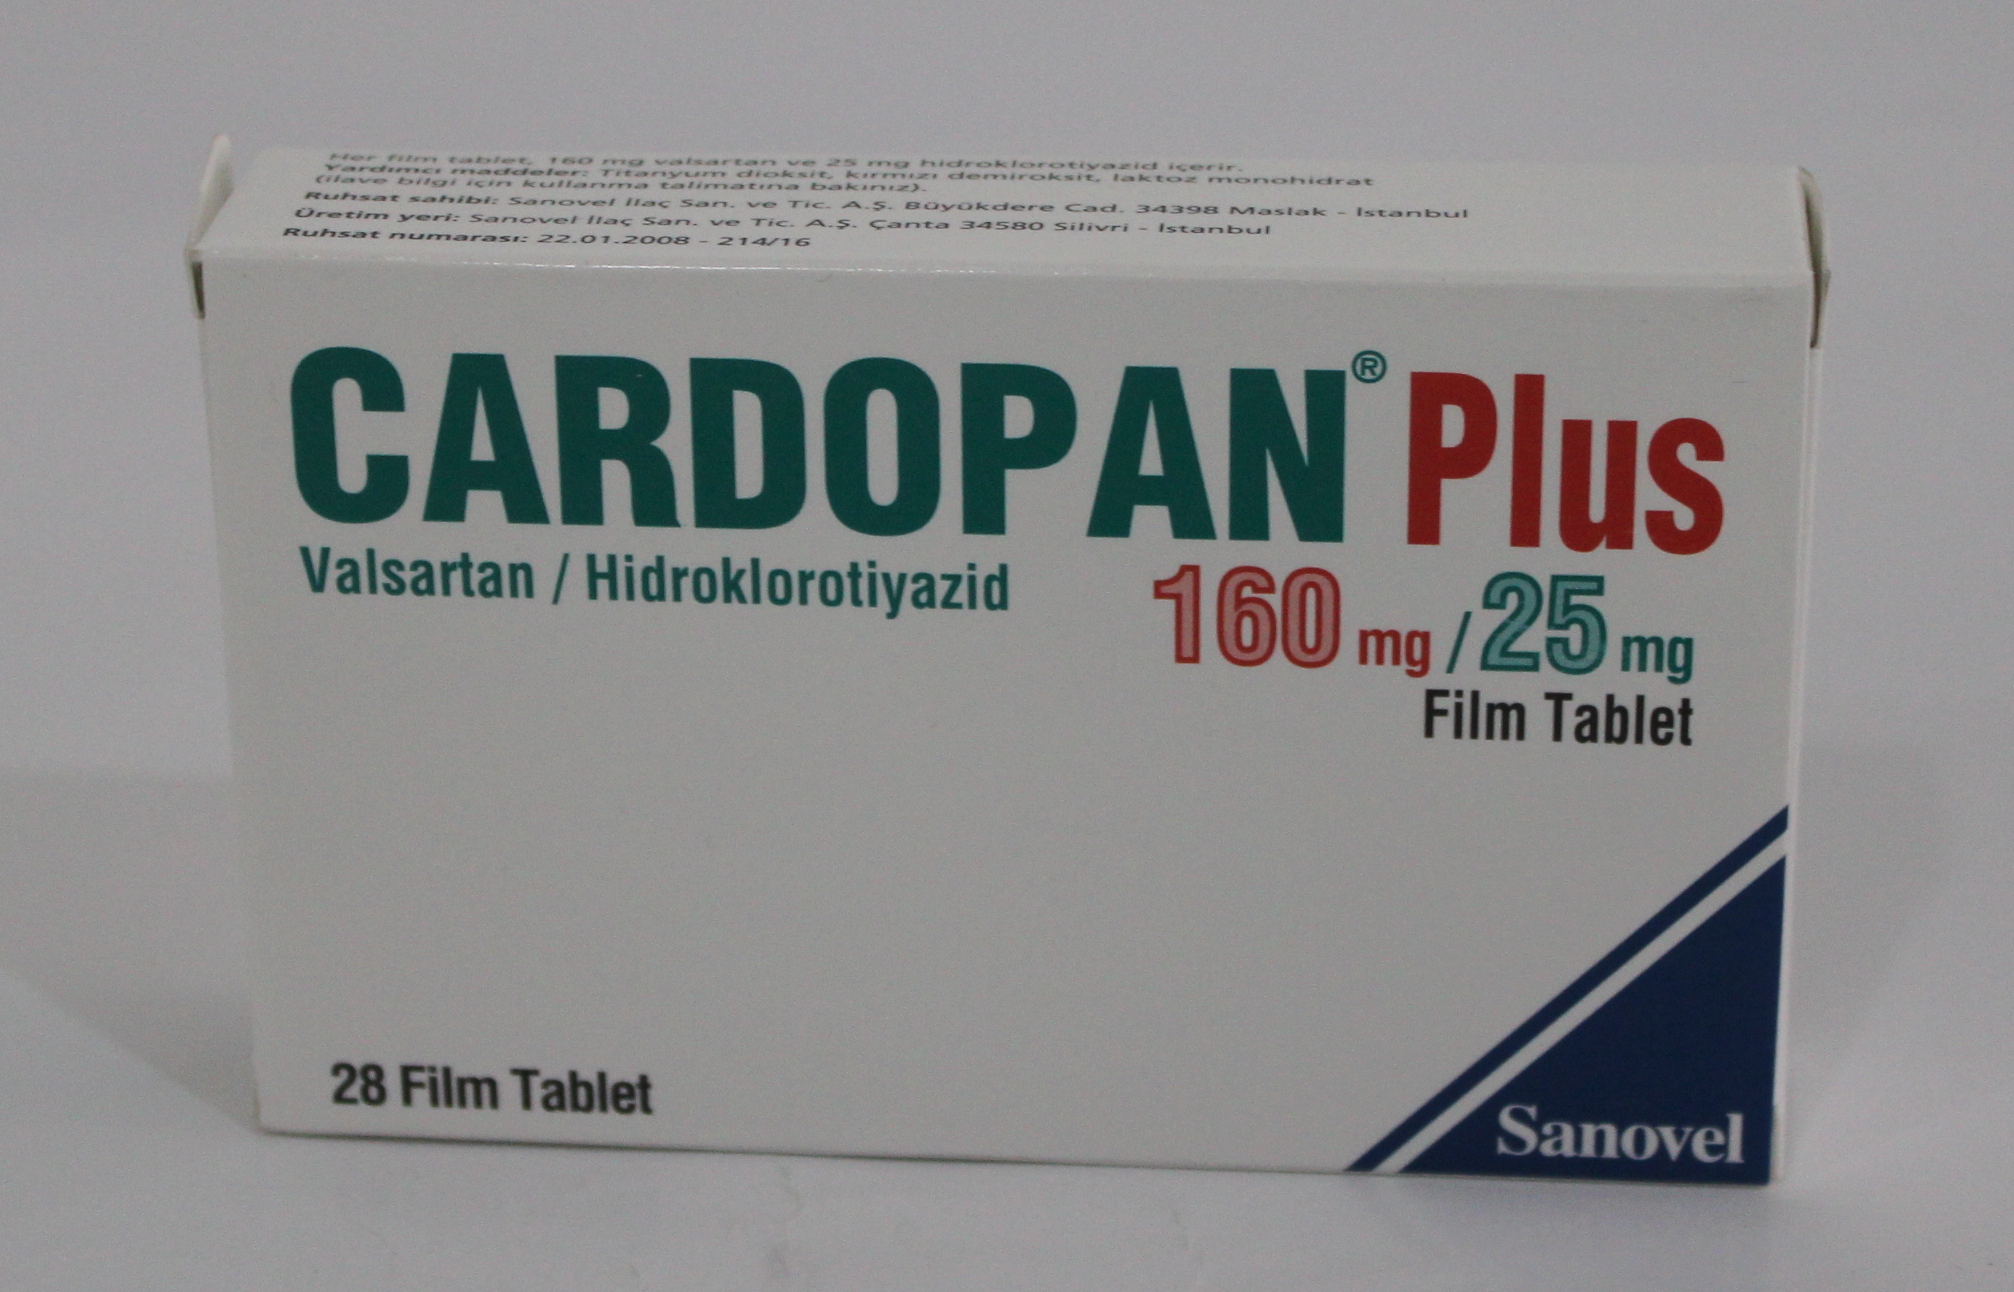 Her film tablet, 160 mg valsartan ve 25 mg hidroklorotiyazid içerir.
Yardımcı maddeler: Titanyum dioksit, kırmızı demiroksit, laktoz monohidrat
(ilave bilgi için kullanma talimatına bakınız).
Ruhsat sahibi: Sanovel İlaç San. ve Tic. A.Ş. Büyükdere Cad. 34398 Maslak - İstanbul
Üretim yeri: Sanovel İlaç San. ve Tic. A.Ş. Çanta 34580 Silivri - İstanbul
Ruhsat numarası: 22.01.2008 - 214/16
CARDOPAN® Plus
Valsartan / Hidroklorotiyazid
160 mg / 25 mg
Film Tablet
28 Film Tablet
Sanovel